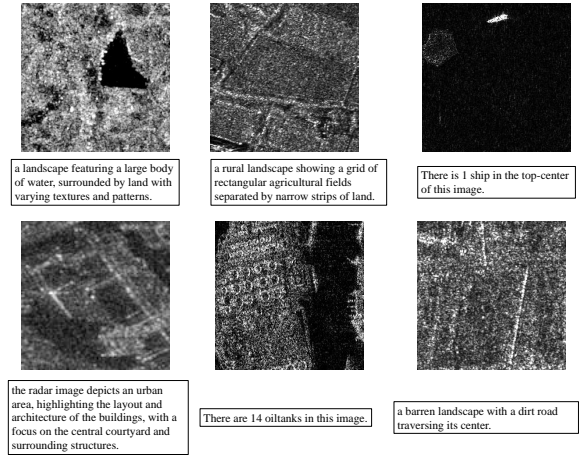 a landscape featuring a large body
of water, surrounded by land with
varying textures and patterns.
a rural landscape showing a grid of
rectangular agricultural fields
separated by narrow strips of land.
There is 1 ship in the top-center
of this image.
the radar image depicts an urban
area, highlighting the layout and
architecture of the buildings, with a
focus on the central courtyard and
surrounding structures.
There are 14 oiltanks in this image.
a barren landscape with a dirt road
traversing its center.